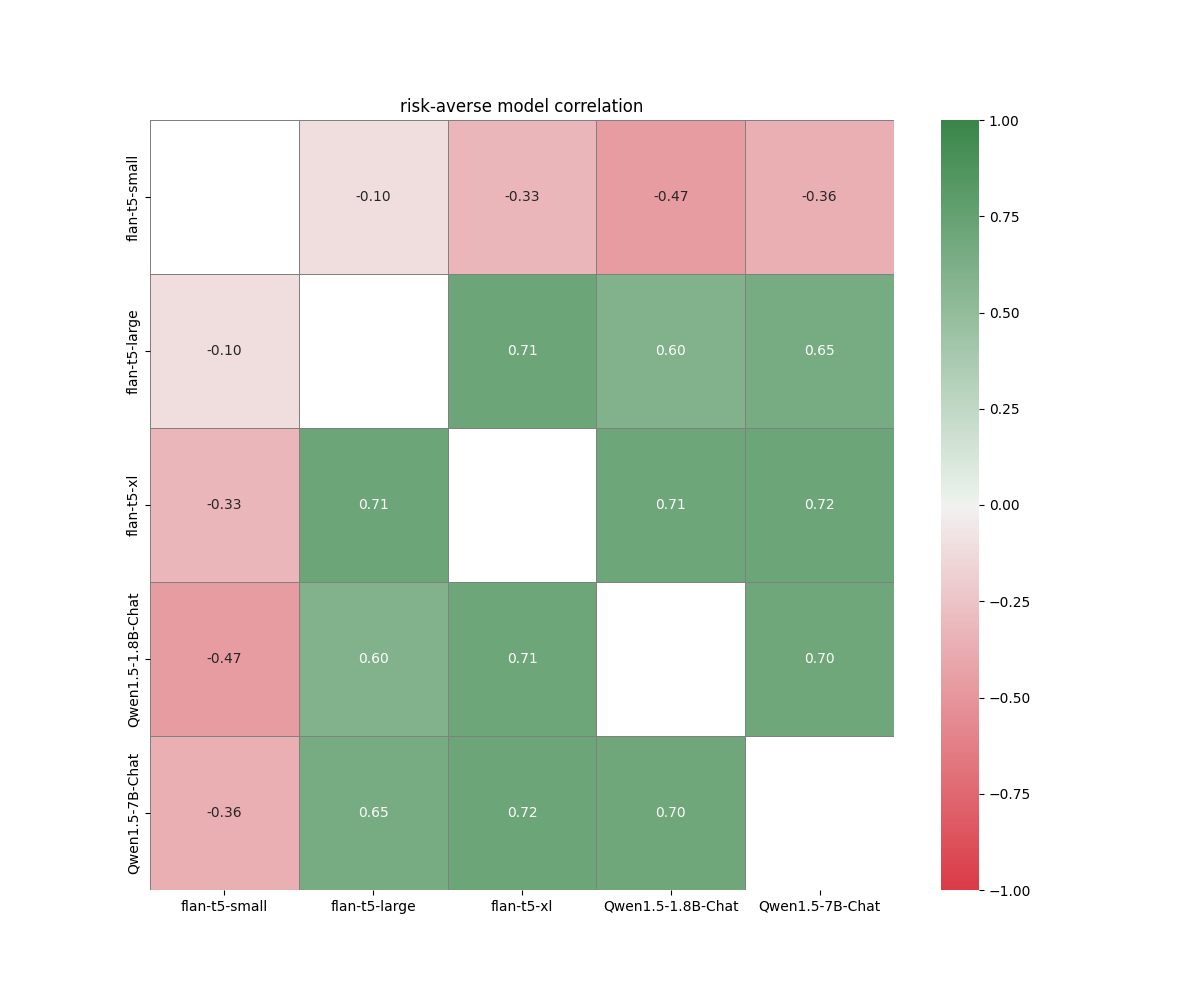 risk-averse model correlation
flan-t5-small
-0.10
-0.33
-0.47
-0.36
flan-t5-large
-0.10
0.71
0.60
0.65
flan-t5-xl
-0.33
0.71
0.71
0.72
Qwen1.5-1.8B-Chat
-0.47
0.60
0.71
0.70
Qwen1.5-7B-Chat
-0.36
0.65
0.72
0.70
flan-t5-small
flan-t5-large
flan-t5-xl
Qwen1.5-1.8B-Chat
Qwen1.5-7B-Chat
1.00
0.75
0.50
0.25
0.00
−0.25
−0.50
−0.75
−1.00